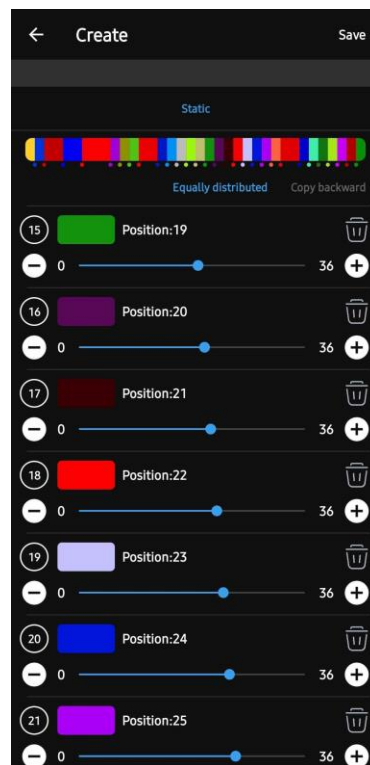 Create Save
Static
Equally distributed Copy backward
15 Position:19
0 36
16 Position:20
0 36
17 Position:21
0 36
18 Position:22
0 36
19 Position:23
0 36
20 Position:24
0 36
21 Position:25
0 36